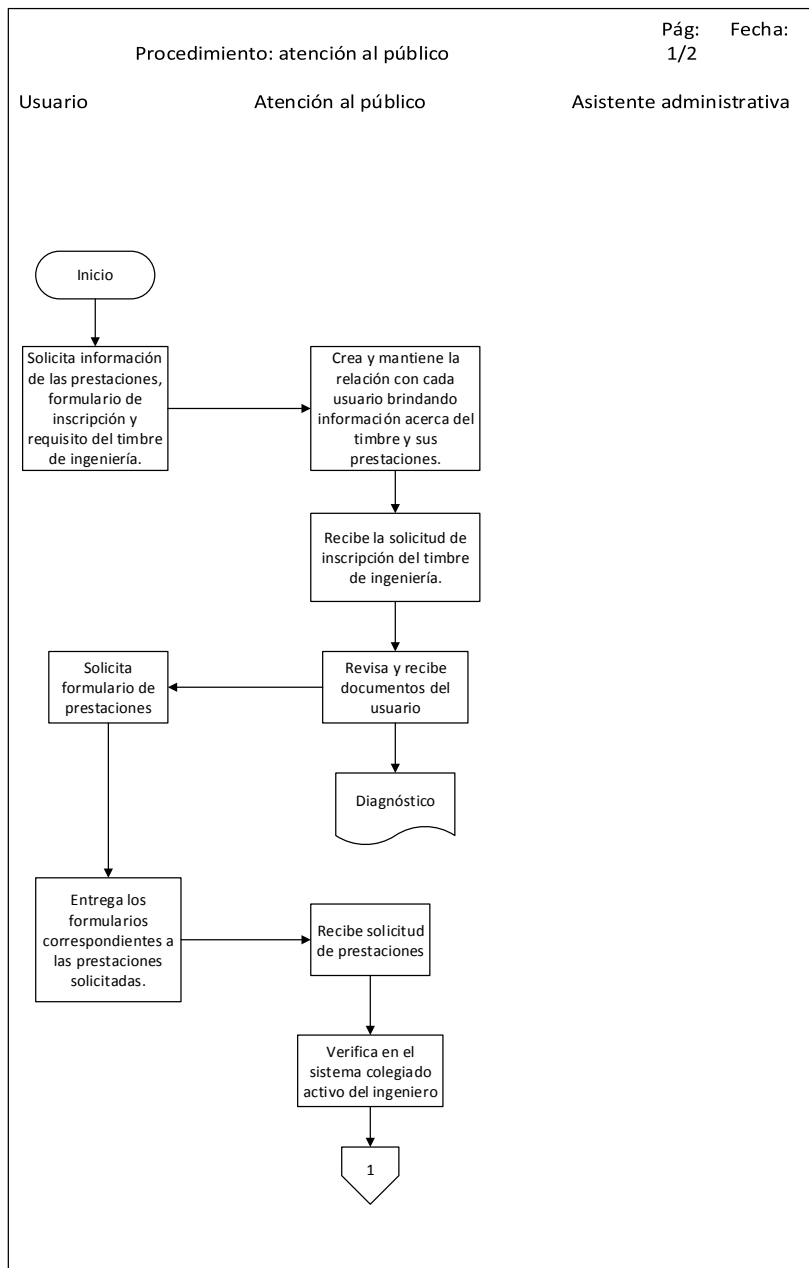 Pág: Fecha:
Procedimiento: atención al público 1/2
Usuario Atención al público Asistente administrativa
Inicio
Solicita información
de las prestaciones,
formulario de
inscripción y
requisito del timbre
de ingeniería.
Crea y mantiene la
relación con cada
usuario brindando
información acerca del
timbre y sus
prestaciones.
Recibe la solicitud de
inscripción del timbre
de ingeniería.
Revisa y recibe
documentos del
usuario
Solicita
formulario de
prestaciones
Diagnóstico
Entrega los
formularios
correspondientes a
las prestaciones
solicitadas.
Recibe solicitud
de prestaciones
Verifica en el
sistema colegiado
activo del ingeniero
1